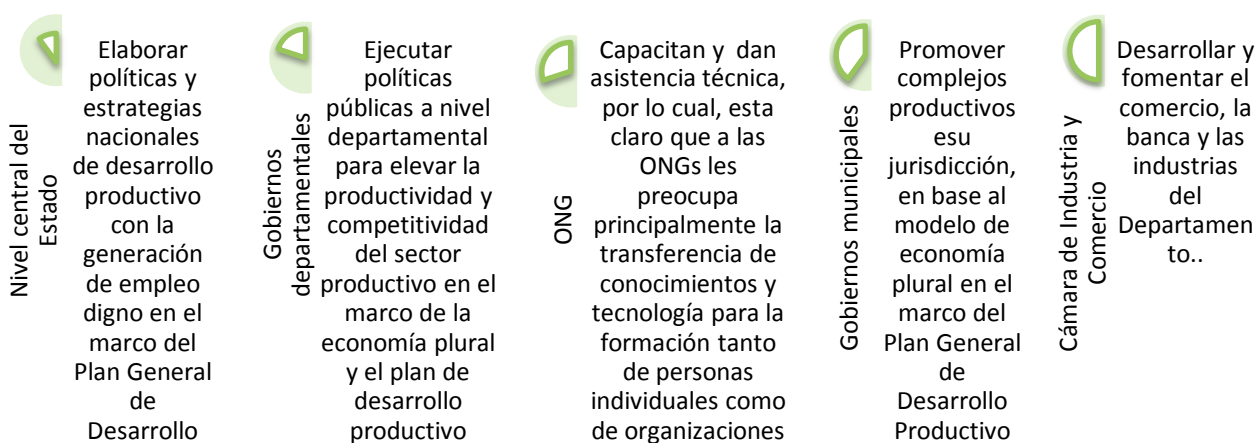 Nivel central del
Estado
Elaborar
políticas y
estrategias
nacionales
de desarrollo
productivo
con la
generación
de empleo
digno en el
marco del
Plan General
de
Desarrollo
Gobiernos
departamentales
Ejecutar
políticas
públicas a nivel
departamental
para elevar la
productividad y
competitividad
del sector
productivo en el
marco de la
economía plural
y el plan de
desarrollo
productivo
ONG
Capacitan y dan
asistencia técnica,
por lo cual, esta
claro que a las
ONGs les
preocupa
principalmente la
transferencia de
conocimientos y
tecnología para la
formación tanto
de personas
individuales como
de organizaciones
Gobiernos municipales
Promover
complejos
productivos
esu
jurisdicción,
en base al
modelo de
economía
plural en el
marco del
Plan General
de
Desarrollo
Productivo
Cámara de Industria y
Comercio
Desarrollar y
fomentar el
comercio, la
banca y las
industrias
del
Departamen
to..